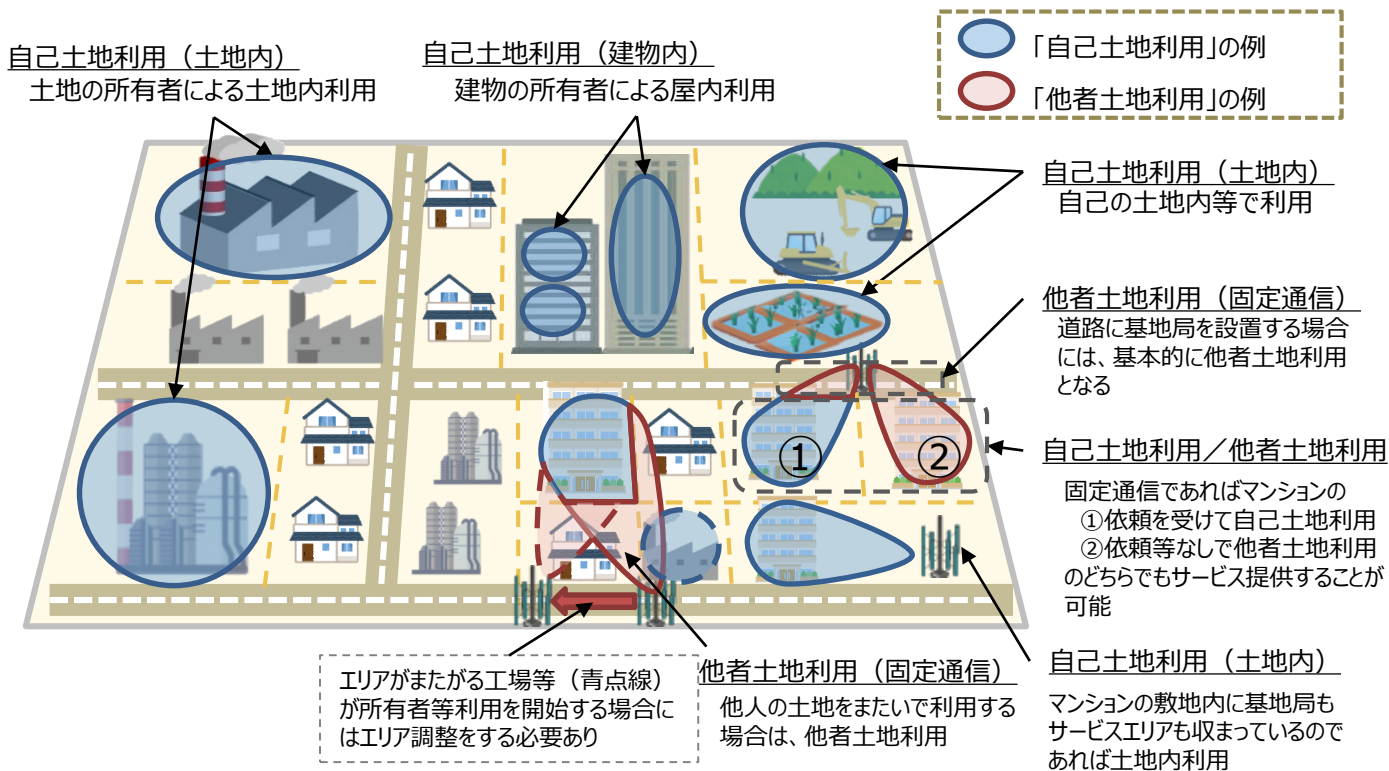 「自己土地利用」の例
「他者土地利用」の例
自己土地利用（土地内）
土地の所有者による土地内利用
自己土地利用（建物内）
建物の所有者による屋内利用
自己土地利用（土地内）
自己の土地内等で利用
他者土地利用（固定通信）
道路に基地局を設置する場合
には、基本的に他者土地利用
となる
①
②
自己土地利用／他者土地利用
固定通信であればマンションの
①依頼を受けて自己土地利用
②依頼等なしで他者土地利用
のどちらでもサービス提供することが
可能
エリアがまたがる工場等（青点線）
が所有者等利用を開始する場合に
はエリア調整をする必要あり
他者土地利用（固定通信）
他人の土地をまたいで利用する
場合は、他者土地利用
自己土地利用（土地内）
マンションの敷地内に基地局も
サービスエリアも収まっているので
あれば土地内利用